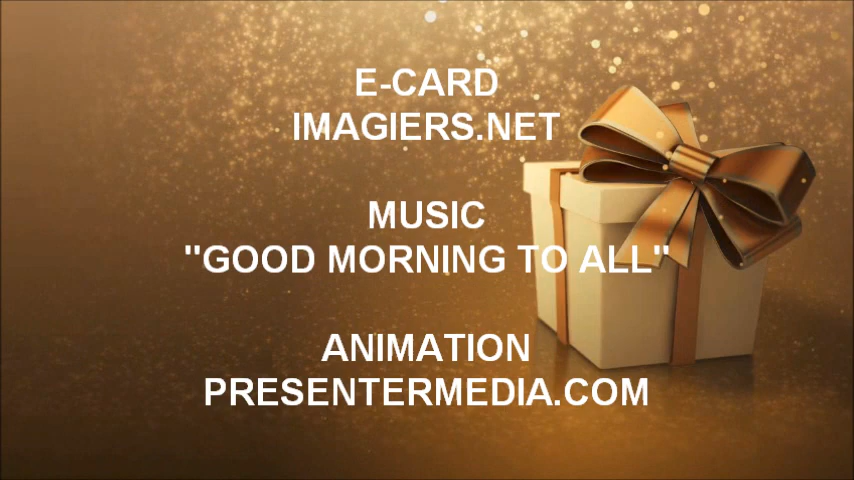 E-CARD
IMAGIERS.NET
MUSIC
"GOOD MORNING TO ALL"
ANIMATION
PRESENTERMEDIA.COM